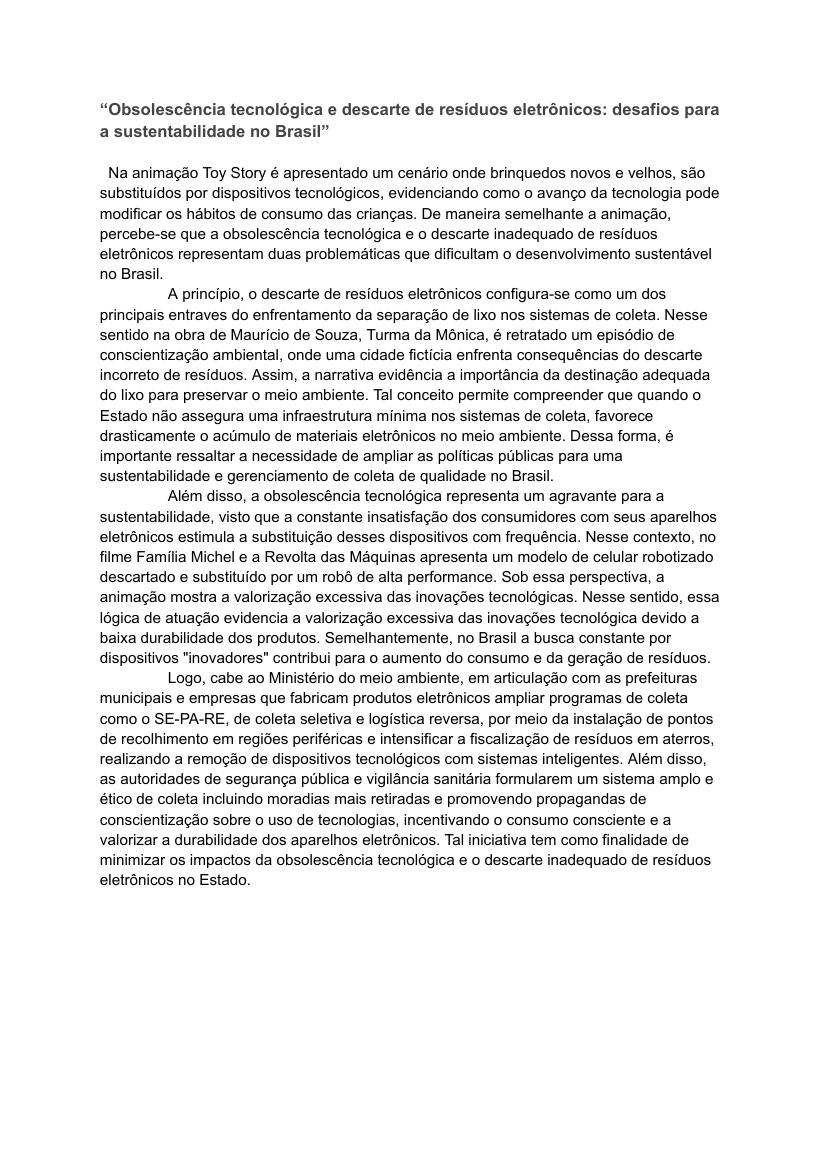 “Obsolescência tecnológica e descarte de resíduos eletrônicos: desafios para
a sustentabilidade no Brasil”
Na animação Toy Story é apresentado um cenário onde brinquedos novos e velhos, são
substituídos por dispositivos tecnológicos, evidenciando como o avanço da tecnologia pode
modificar os hábitos de consumo das crianças. De maneira semelhante a animação,
percebe-se que a obsolescência tecnológica e o descarte inadequado de resíduos
eletrônicos representam duas problemáticas que dificultam o desenvolvimento sustentável
no Brasil.
A princípio, o descarte de resíduos eletrônicos configura-se como um dos
principais entraves do enfrentamento da separação de lixo nos sistemas de coleta. Nesse
sentido na obra de Maurício de Souza, Turma da Mônica, é retratado um episódio de
conscientização ambiental, onde uma cidade fictícia enfrenta consequências do descarte
incorreto de resíduos. Assim, a narrativa evidência a importância da destinação adequada
do lixo para preservar o meio ambiente. Tal conceito permite compreender que quando o
Estado não assegura uma infraestrutura mínima nos sistemas de coleta, favorece
drasticamente o acúmulo de materiais eletrônicos no meio ambiente. Dessa forma, é
importante ressaltar a necessidade de ampliar as políticas públicas para uma
sustentabilidade e gerenciamento de coleta de qualidade no Brasil.
Além disso, a obsolescência tecnológica representa um agravante para a
sustentabilidade, visto que a constante insatisfação dos consumidores com seus aparelhos
eletrônicos estimula a substituição desses dispositivos com frequência. Nesse contexto, no
filme Família Michel e a Revolta das Máquinas apresenta um modelo de celular robotizado
descartado e substituído por um robô de alta performance. Sob essa perspectiva, a
animação mostra a valorização excessiva das inovações tecnológicas. Nesse sentido, essa
lógica de atuação evidencia a valorização excessiva das inovações tecnológica devido a
baixa durabilidade dos produtos. Semelhantemente, no Brasil a busca constante por
dispositivos "inovadores" contribui para o aumento do consumo e da geração de resíduos.
Logo, cabe ao Ministério do meio ambiente, em articulação com as prefeituras
municipais e empresas que fabricam produtos eletrônicos ampliar programas de coleta
como o SE-PA-RE, de coleta seletiva e logística reversa, por meio da instalação de pontos
de recolhimento em regiões periféricas e intensificar a fiscalização de resíduos em aterros,
realizando a remoção de dispositivos tecnológicos com sistemas inteligentes. Além disso,
as autoridades de segurança pública e vigilância sanitária formularem um sistema amplo e
ético de coleta incluindo moradias mais retiradas e promovendo propagandas de
conscientização sobre o uso de tecnologias, incentivando o consumo consciente e a
valorizar a durabilidade dos aparelhos eletrônicos. Tal iniciativa tem como finalidade de
minimizar os impactos da obsolescência tecnológica e o descarte inadequado de resíduos
eletrônicos no Estado.